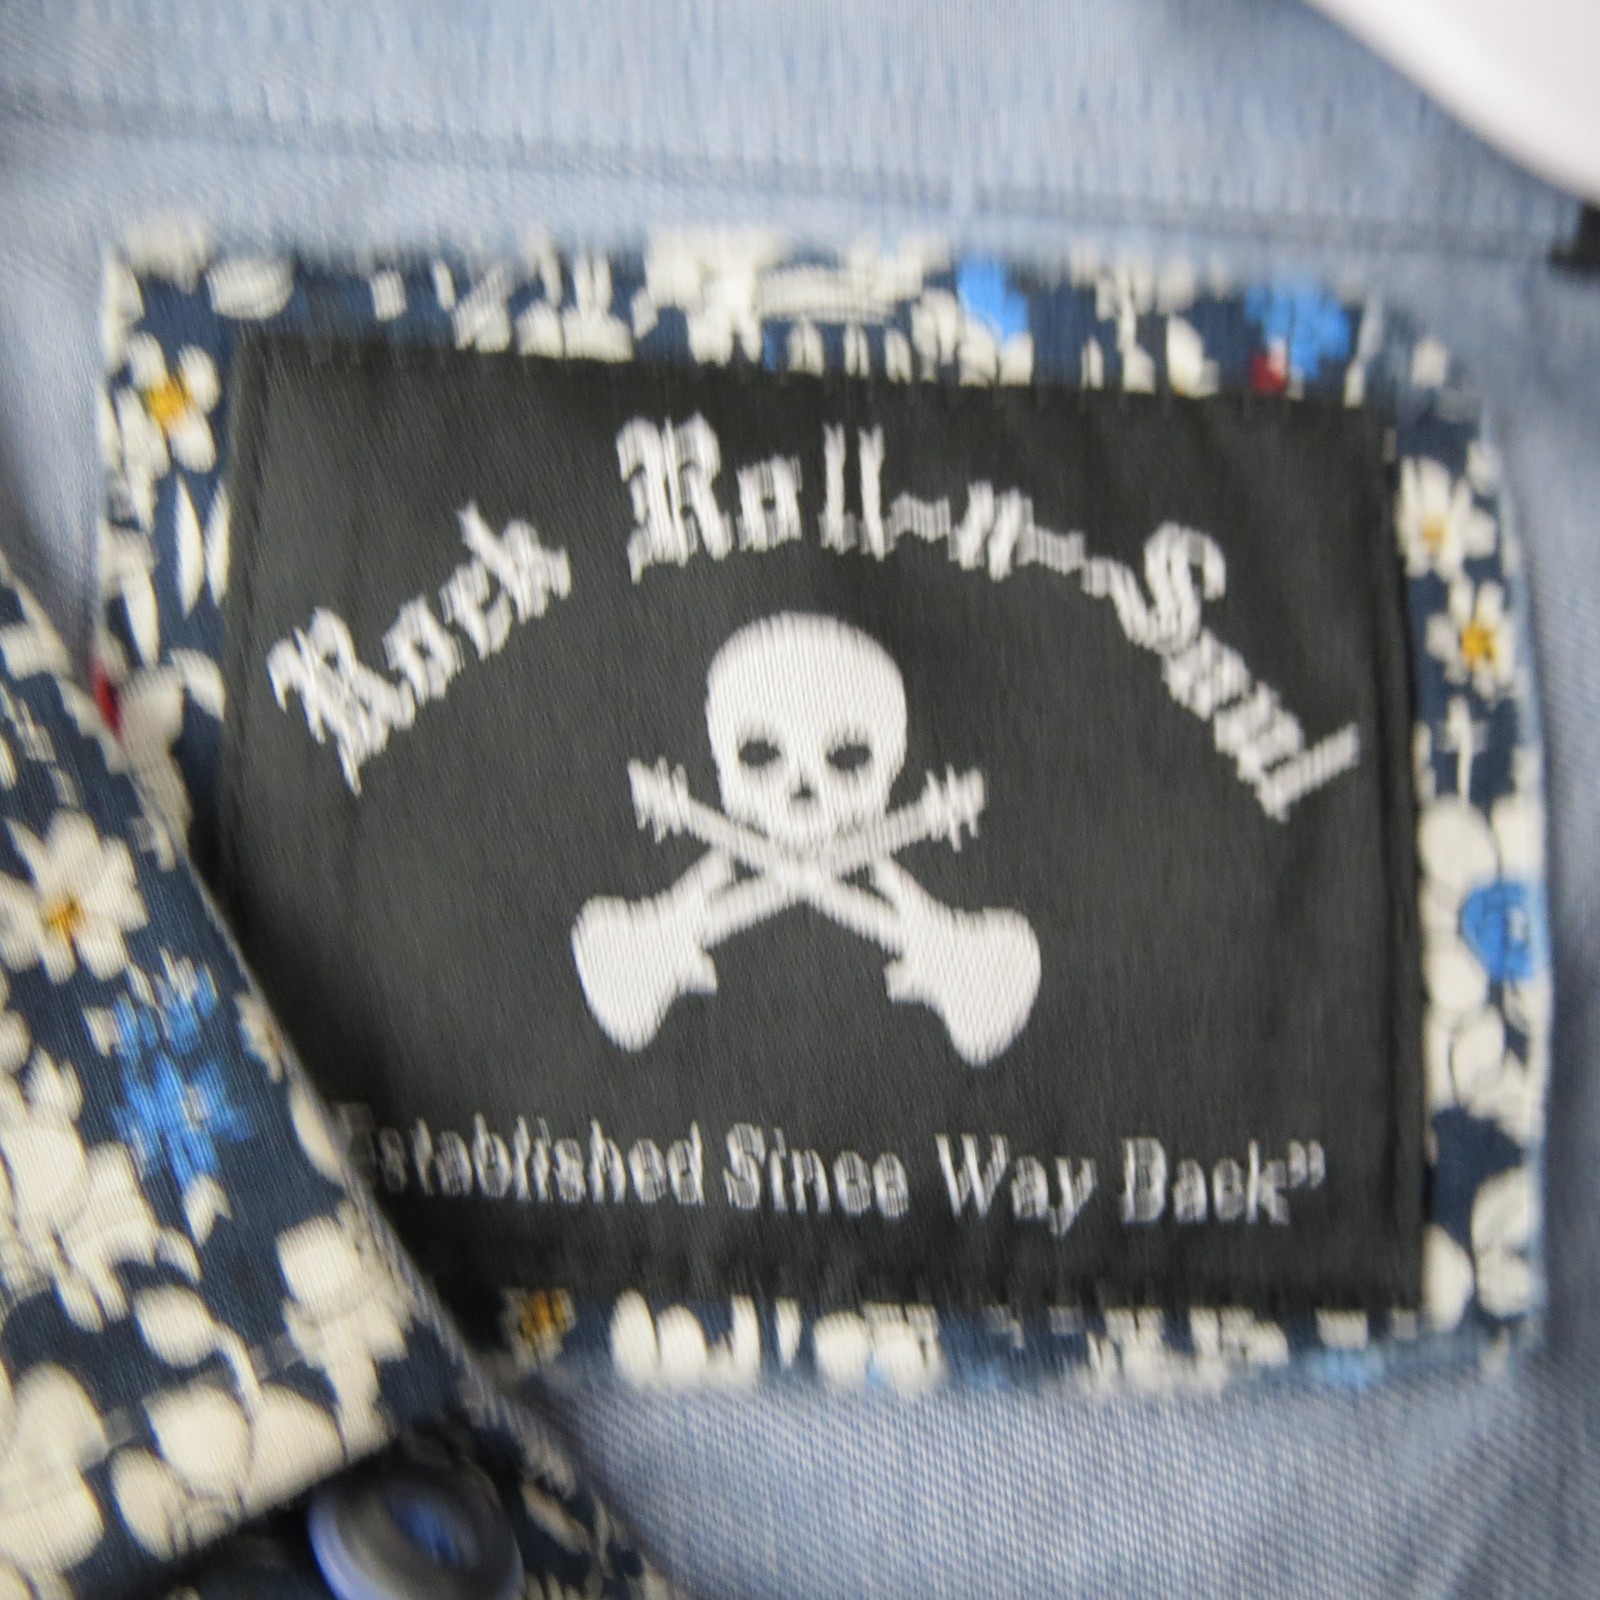 Rock Roll-n-Soul
Established Since Way Back”